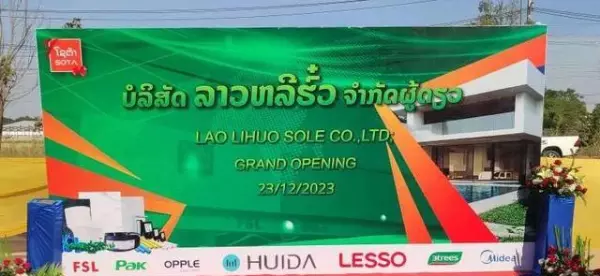 ໂຊຕ້າ
SOTA
ບໍລິສັດ ລາວຫລີຮົ໋ວ ຈຳກັດຜູ້ດຽວ
LAO LIHUO SOLE CO.,LTD;
GRAND OPENING
23/12/2023
FSL PAK OPPLE HUIDA LESSO 3trees Midea